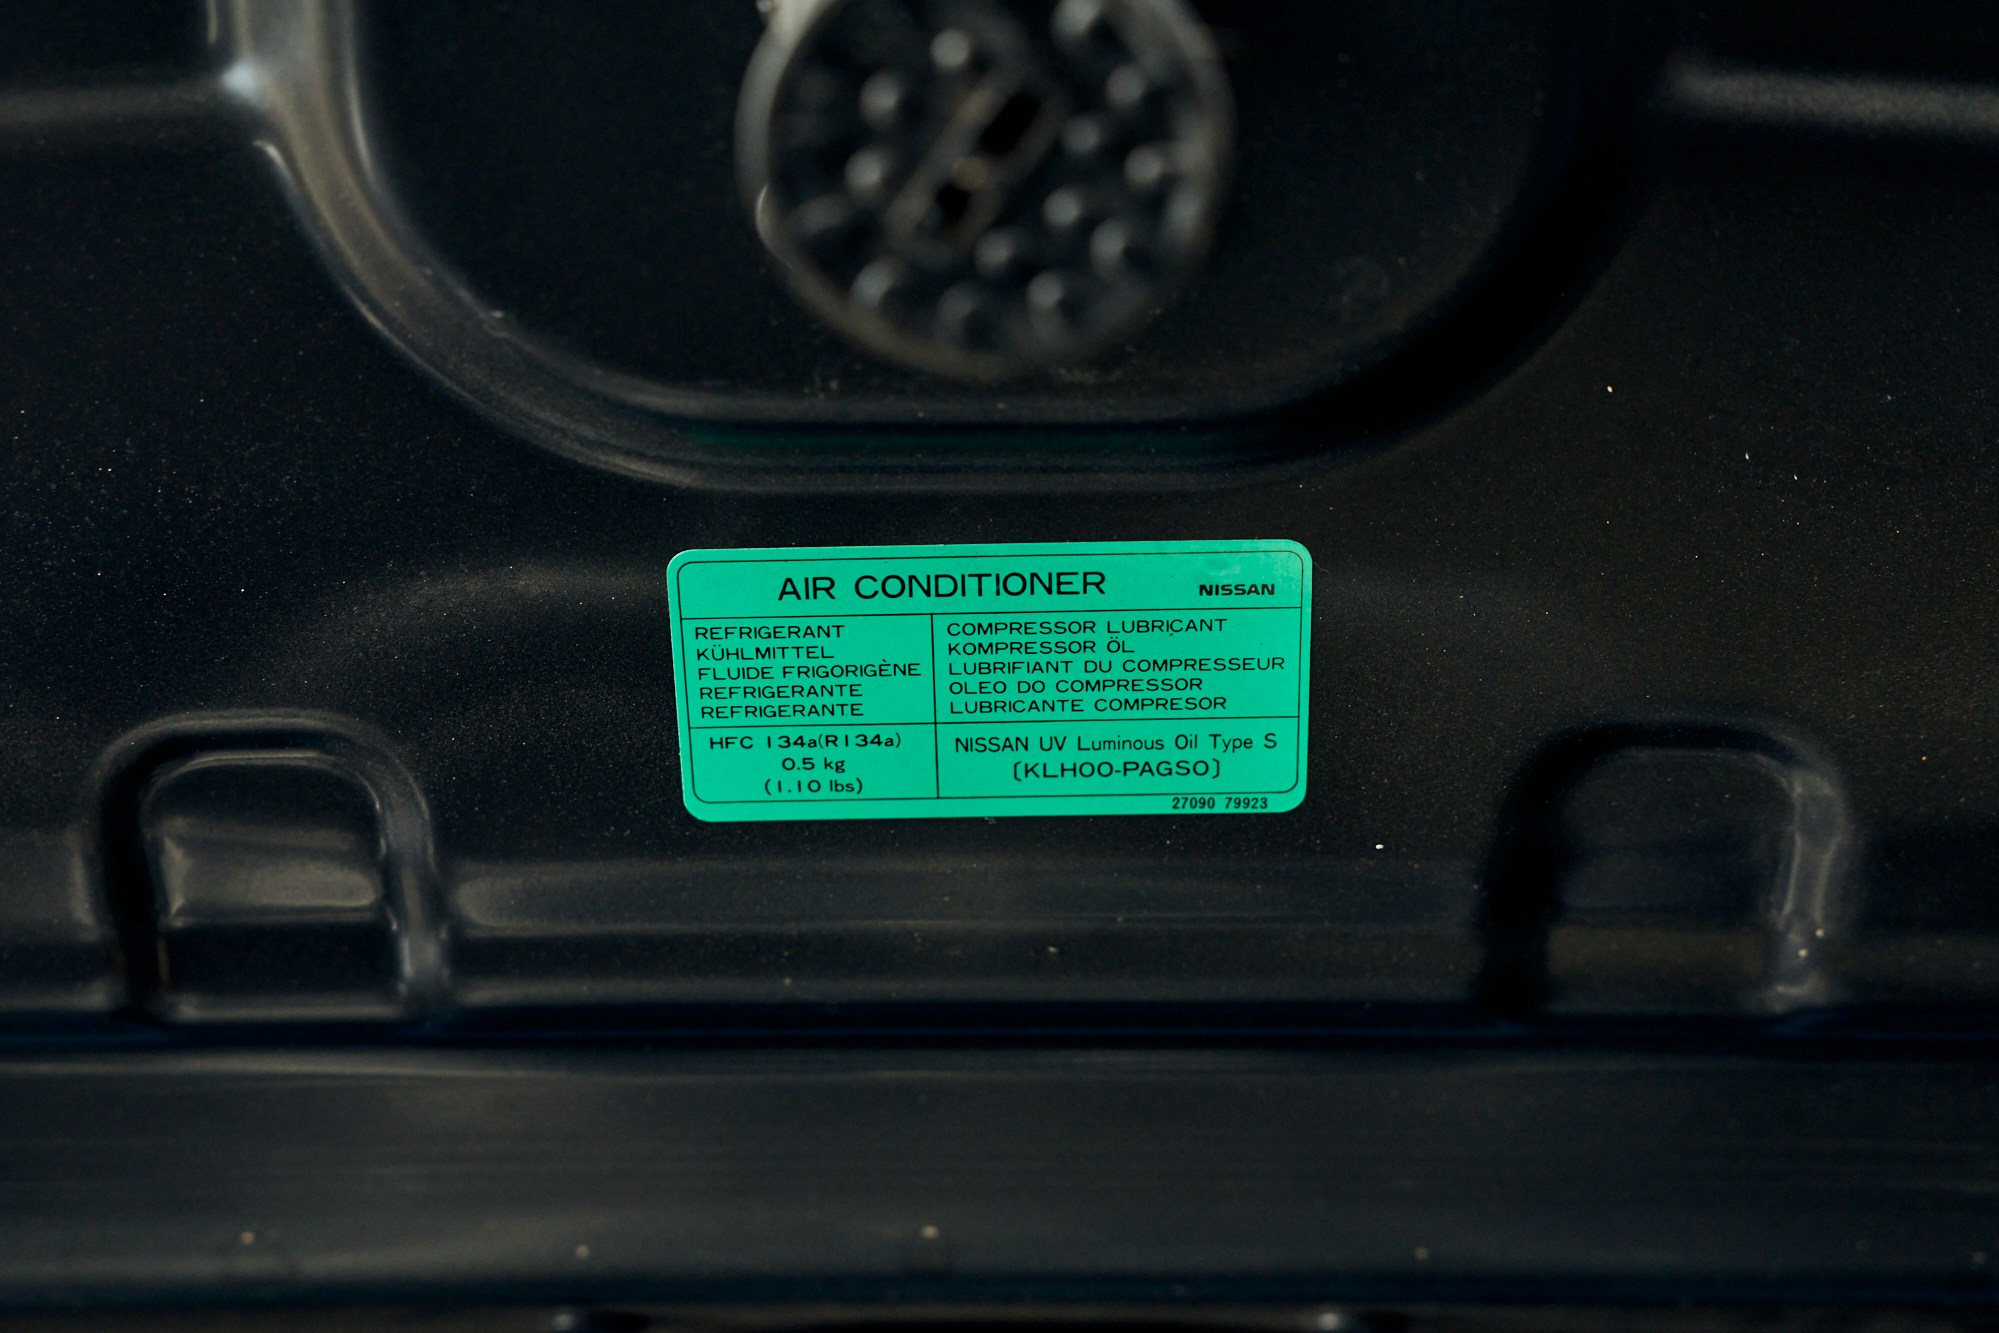 AIR CONDITIONER NISSAN
REFRIGERANT
KÜHLMITTEL
FLUIDE FRIGORIGÈNE
REFRIGERANTE
REFRIGERANTE
COMPRESSOR LUBRICANT
KOMPRESSOR ÖL
LUBRIFIANT DU COMPRESSEUR
OLEO DO COMPRESSOR
LUBRICANTE COMPRESOR
HFC 134a(R134a)
0.5 kg
(1.10 lbs)
NISSAN UV Luminous Oil Type S
[KLH00-PAGS0]
27090 79923